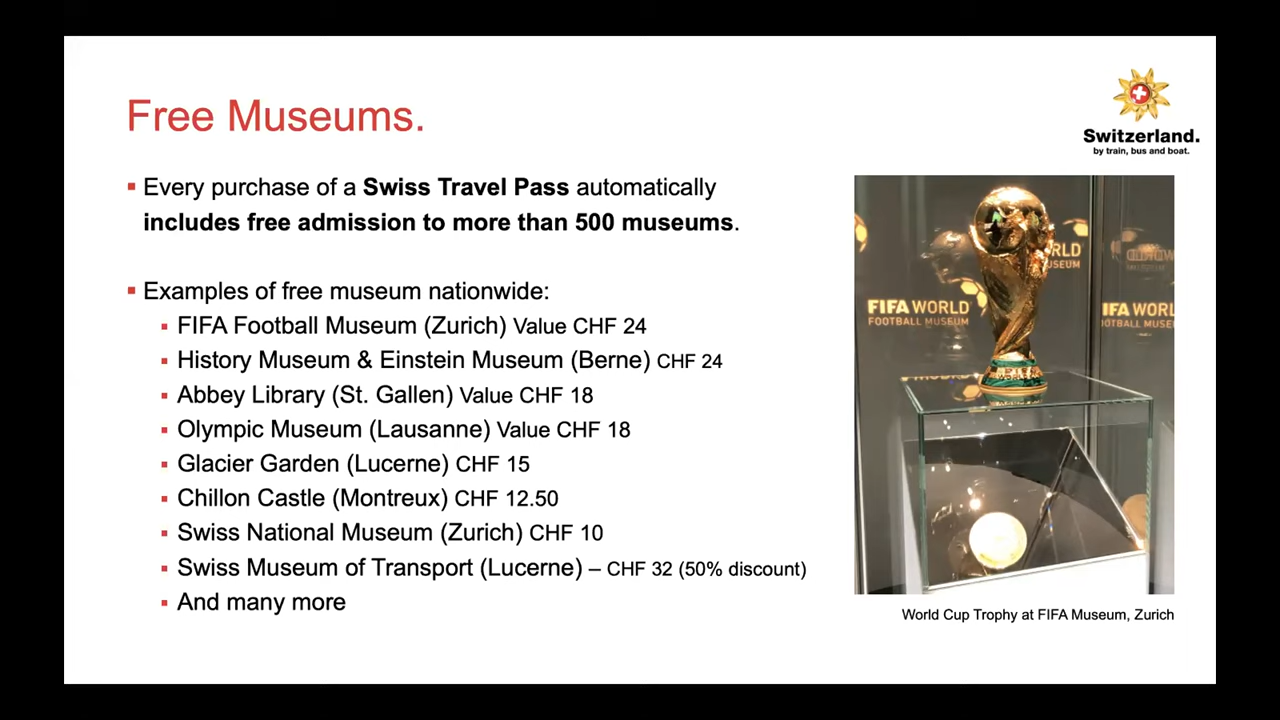 Free Museums.
Switzerland.
by train, bus and boat.
▪ Every purchase of a Swiss Travel Pass automatically
includes free admission to more than 500 museums.
▪ Examples of free museum nationwide:
▪ FIFA Football Museum (Zurich) Value CHF 24
▪ History Museum & Einstein Museum (Berne) CHF 24
▪ Abbey Library (St. Gallen) Value CHF 18
▪ Olympic Museum (Lausanne) Value CHF 18
▪ Glacier Garden (Lucerne) CHF 15
▪ Chillon Castle (Montreux) CHF 12.50
▪ Swiss National Museum (Zurich) CHF 10
▪ Swiss Museum of Transport (Lucerne) – CHF 32 (50% discount)
▪ And many more
FIFA WORLD
FOOTBALL MUSEUM
World Cup Trophy at FIFA Museum, Zurich